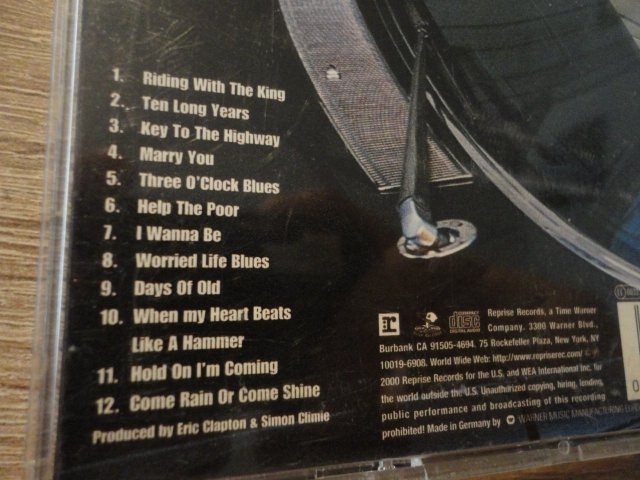 1. Riding With The King
2. Ten Long Years
3. Key To The Highway
4. Marry You
5. Three O'Clock Blues
6. Help The Poor
7. I Wanna Be
8. Worried Life Blues
9. Days Of Old
10. When my Heart Beats
Like A Hammer
11. Hold On I'm Coming
12. Come Rain Or Come Shine
Produced by Eric Clapton & Simon Climie
COMPACT
DISC
DIGITAL AUDIO
Reprise Records, a Time Warner
Company. 3300 Warner Blvd.,
Burbank CA 91505-4694. 75 Rockefeller Plaza, New York, NY
10019-6908. World Wide Web: http://www.repriserec.com/
2000 Reprise Records for the U.S. and WEA International Inc. for
the world outside the U.S. Unauthorized copying, hiring, lending,
public performance and broadcasting of this recording
prohibited! Made in Germany by WARNER MUSIC MANUFACTURING